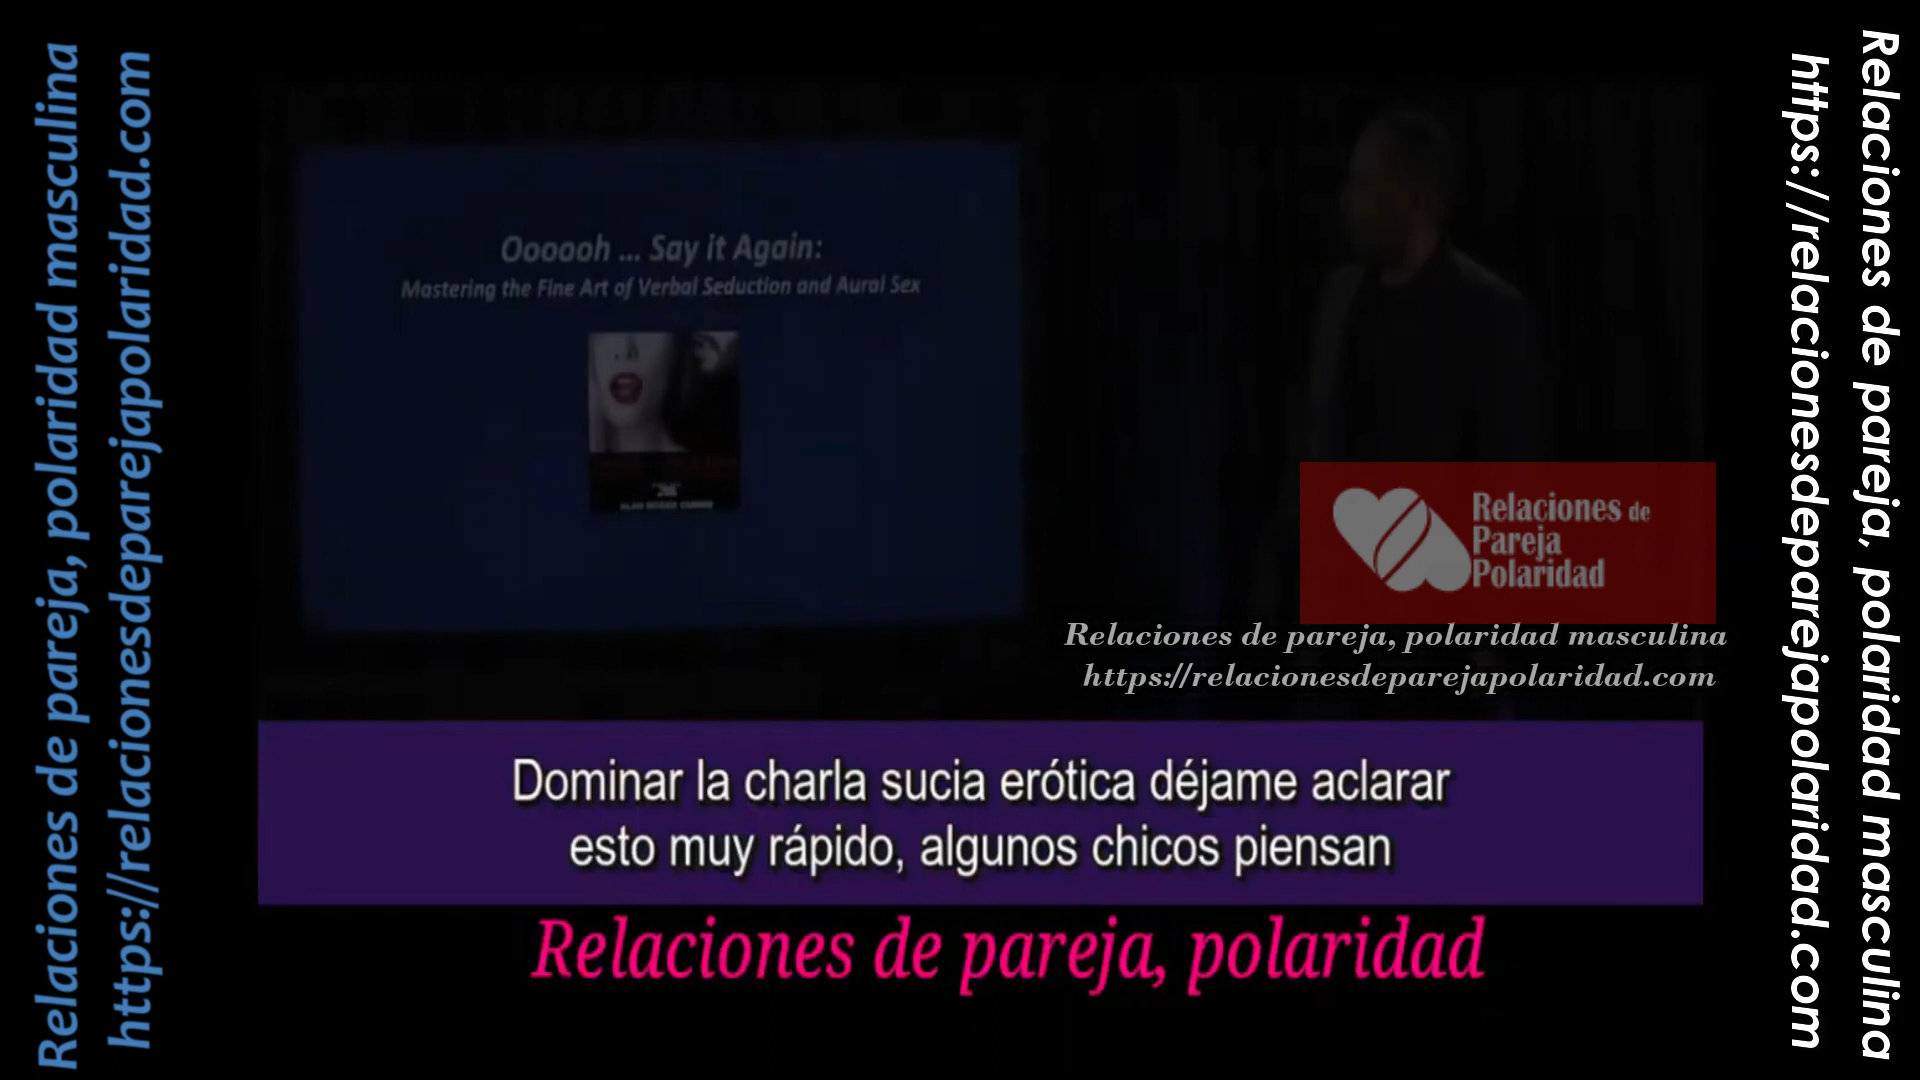 Relaciones de pareja, polaridad masculina
https://relacionesdeparejapolaridad.com
Oooooh ... Say it Again:
Mastering the Fine Art of Verbal Seduction and Aural Sex
Relaciones de
Pareja
Polaridad
Relaciones de pareja, polaridad masculina
https://relacionesdeparejapolaridad.com
Dominar la charla sucia erótica déjame aclarar
esto muy rápido, algunos chicos piensan
Relaciones de pareja, polaridad
Relaciones de pareja, polaridad masculina
https://relacionesdeparejapolaridad.com